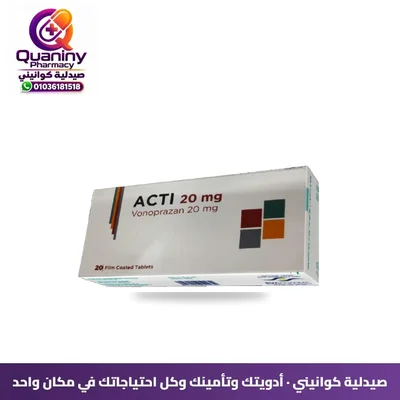 Quaniny
Pharmacy
صيدلية كوانيني
01036181518
ACTI 20 mg
Vonoprazan 20 mg
20 Film Coated Tablets
صيدلية كوانيني · أدويتك وتأمينك وكل احتياجاتك في مكان واحد